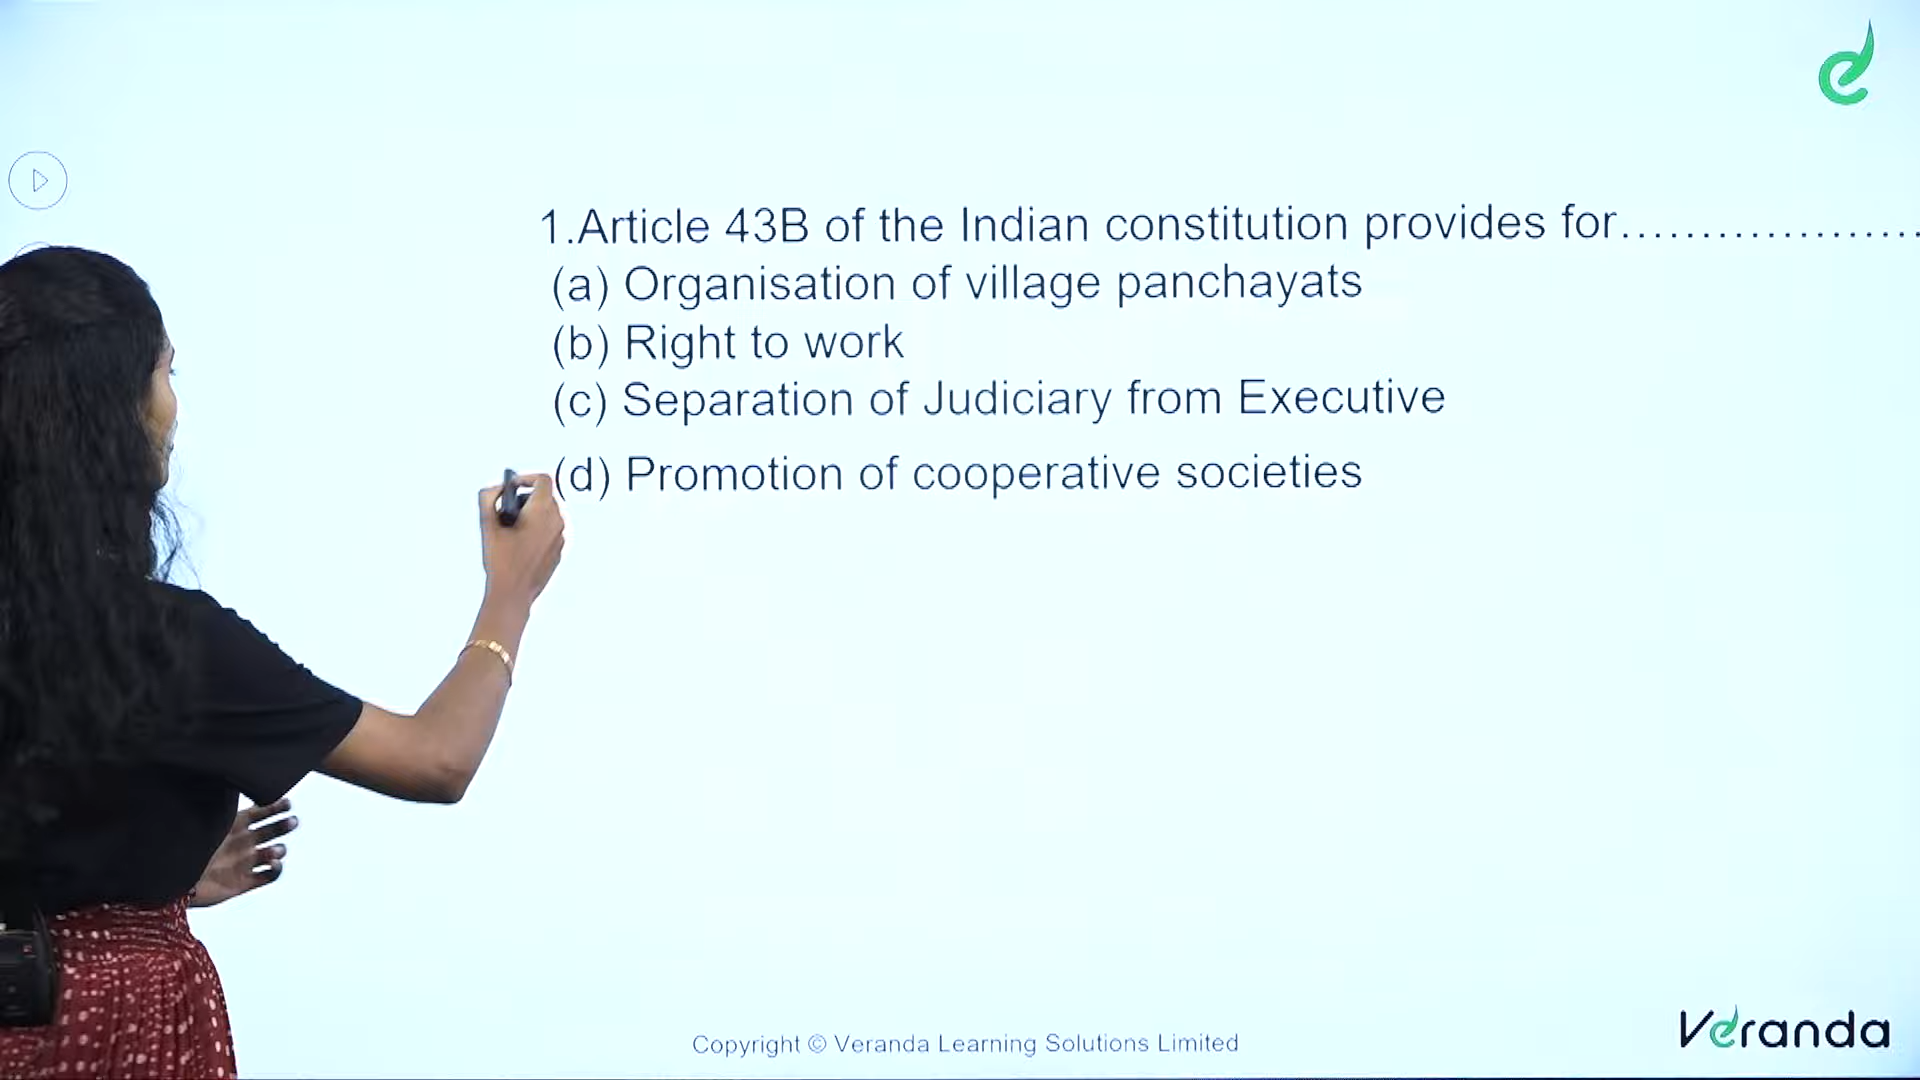 1.Article 43B of the Indian constitution provides for...................
(a) Organisation of village panchayats
(b) Right to work
(c) Separation of Judiciary from Executive
(d) Promotion of cooperative societies
Copyright © Veranda Learning Solutions Limited
Veranda